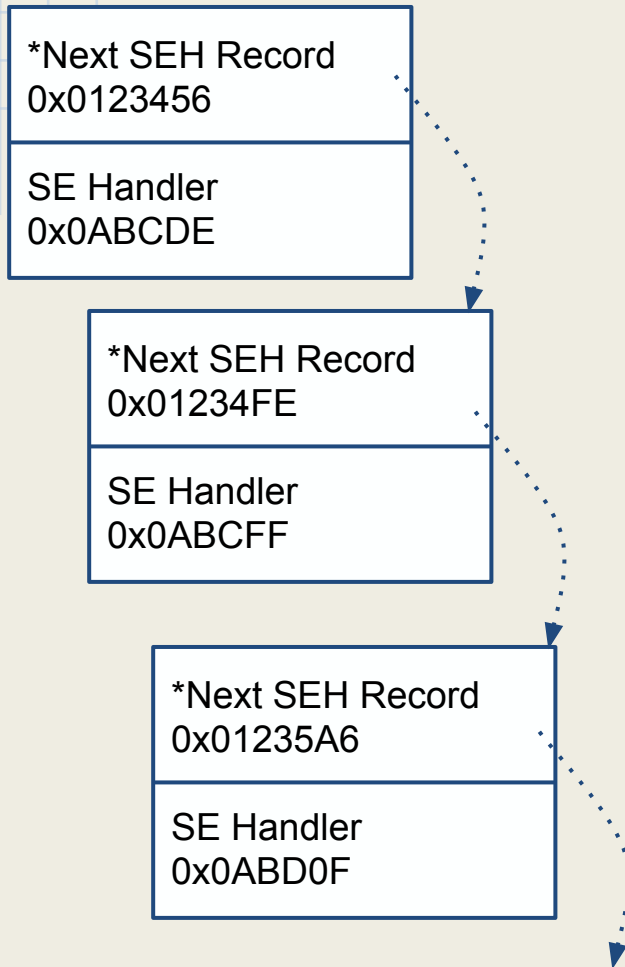 *Next SEH Record
0x0123456
SE Handler
0x0ABCDE
*Next SEH Record
0x01234FE
SE Handler
0x0ABCFF
*Next SEH Record
0x01235A6
SE Handler
0x0ABD0F